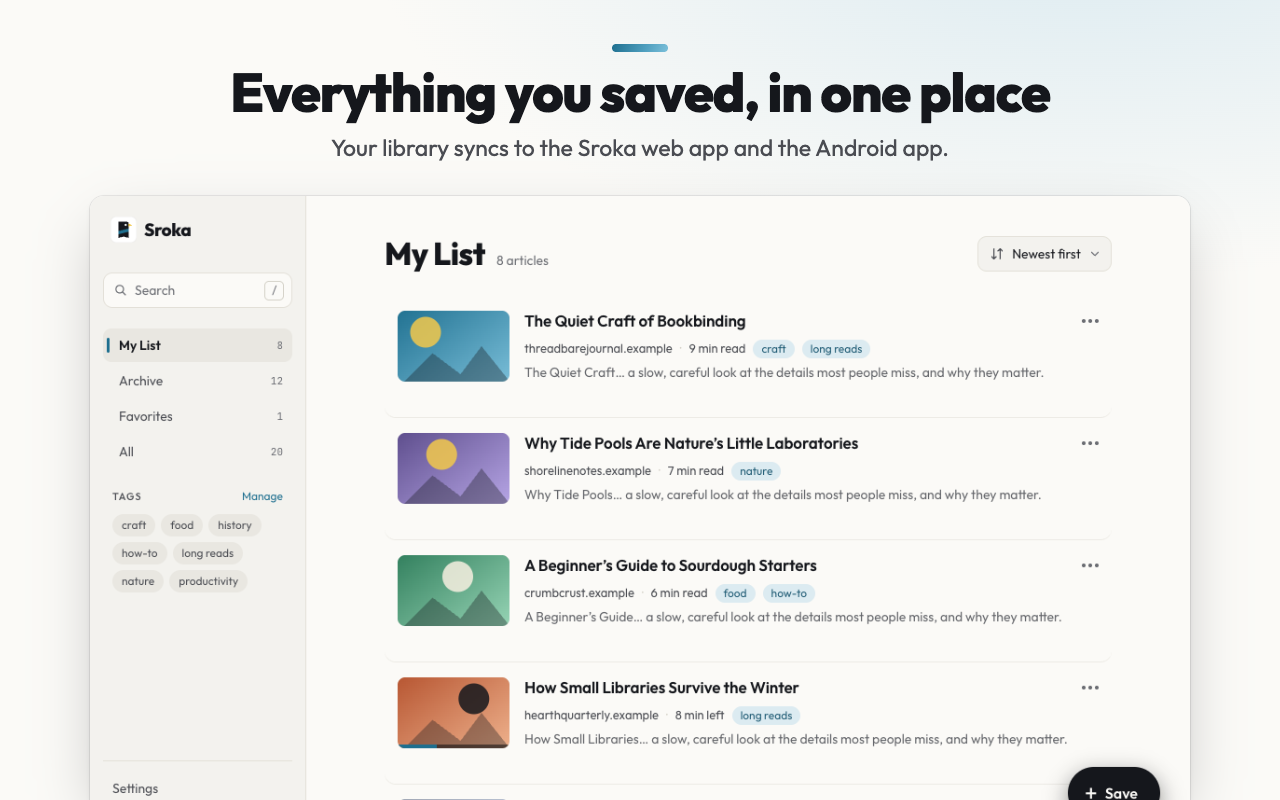 Everything you saved, in one place
Your library syncs to the Sroka web app and the Android app.
Sroka
Search /
My List 8
Archive 12
Favorites 1
All 20
TAGS Manage
craft food history
how-to long reads
nature productivity
Settings
My List 8 articles
Newest first
The Quiet Craft of Bookbinding
threadbarejournal.example · 9 min read craft long reads
The Quiet Craft… a slow, careful look at the details most people miss, and why they matter.
Why Tide Pools Are Nature’s Little Laboratories
shorelinenotes.example · 7 min read nature
Why Tide Pools… a slow, careful look at the details most people miss, and why they matter.
A Beginner’s Guide to Sourdough Starters
crumbcrust.example · 6 min read food how-to
A Beginner’s Guide… a slow, careful look at the details most people miss, and why they matter.
How Small Libraries Survive the Winter
hearthquarterly.example · 8 min left long reads
How Small Libraries… a slow, careful look at the details most people miss, and why they matter.
+ Save